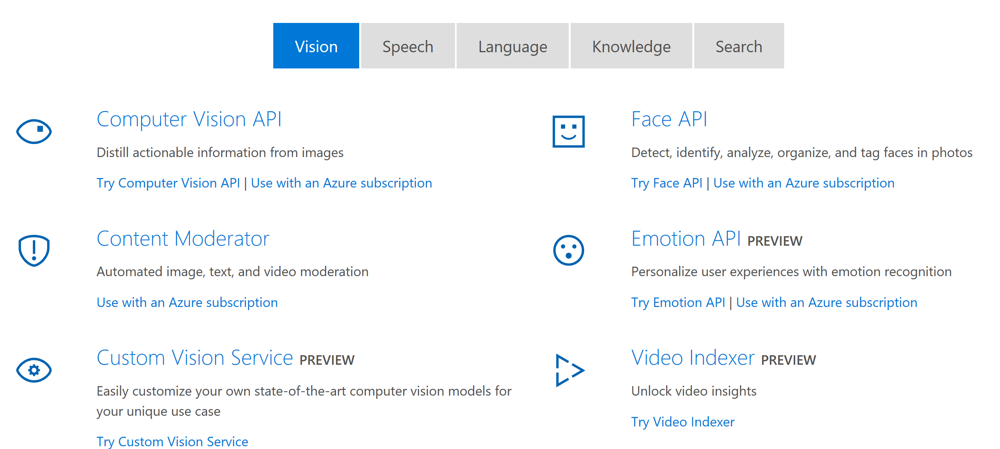 Vision
Speech
Language
Knowledge
Search
Computer Vision API
Distill actionable information from images
Try Computer Vision API | Use with an Azure subscription
Face API
Detect, identify, analyze, organize, and tag faces in photos
Try Face API | Use with an Azure subscription
Content Moderator
Automated image, text, and video moderation
Use with an Azure subscription
Emotion API PREVIEW
Personalize user experiences with emotion recognition
Try Emotion API | Use with an Azure subscription
Custom Vision Service PREVIEW
Easily customize your own state-of-the-art computer vision models for
your unique use case
Try Custom Vision Service
Video Indexer PREVIEW
Unlock video insights
Try Video Indexer